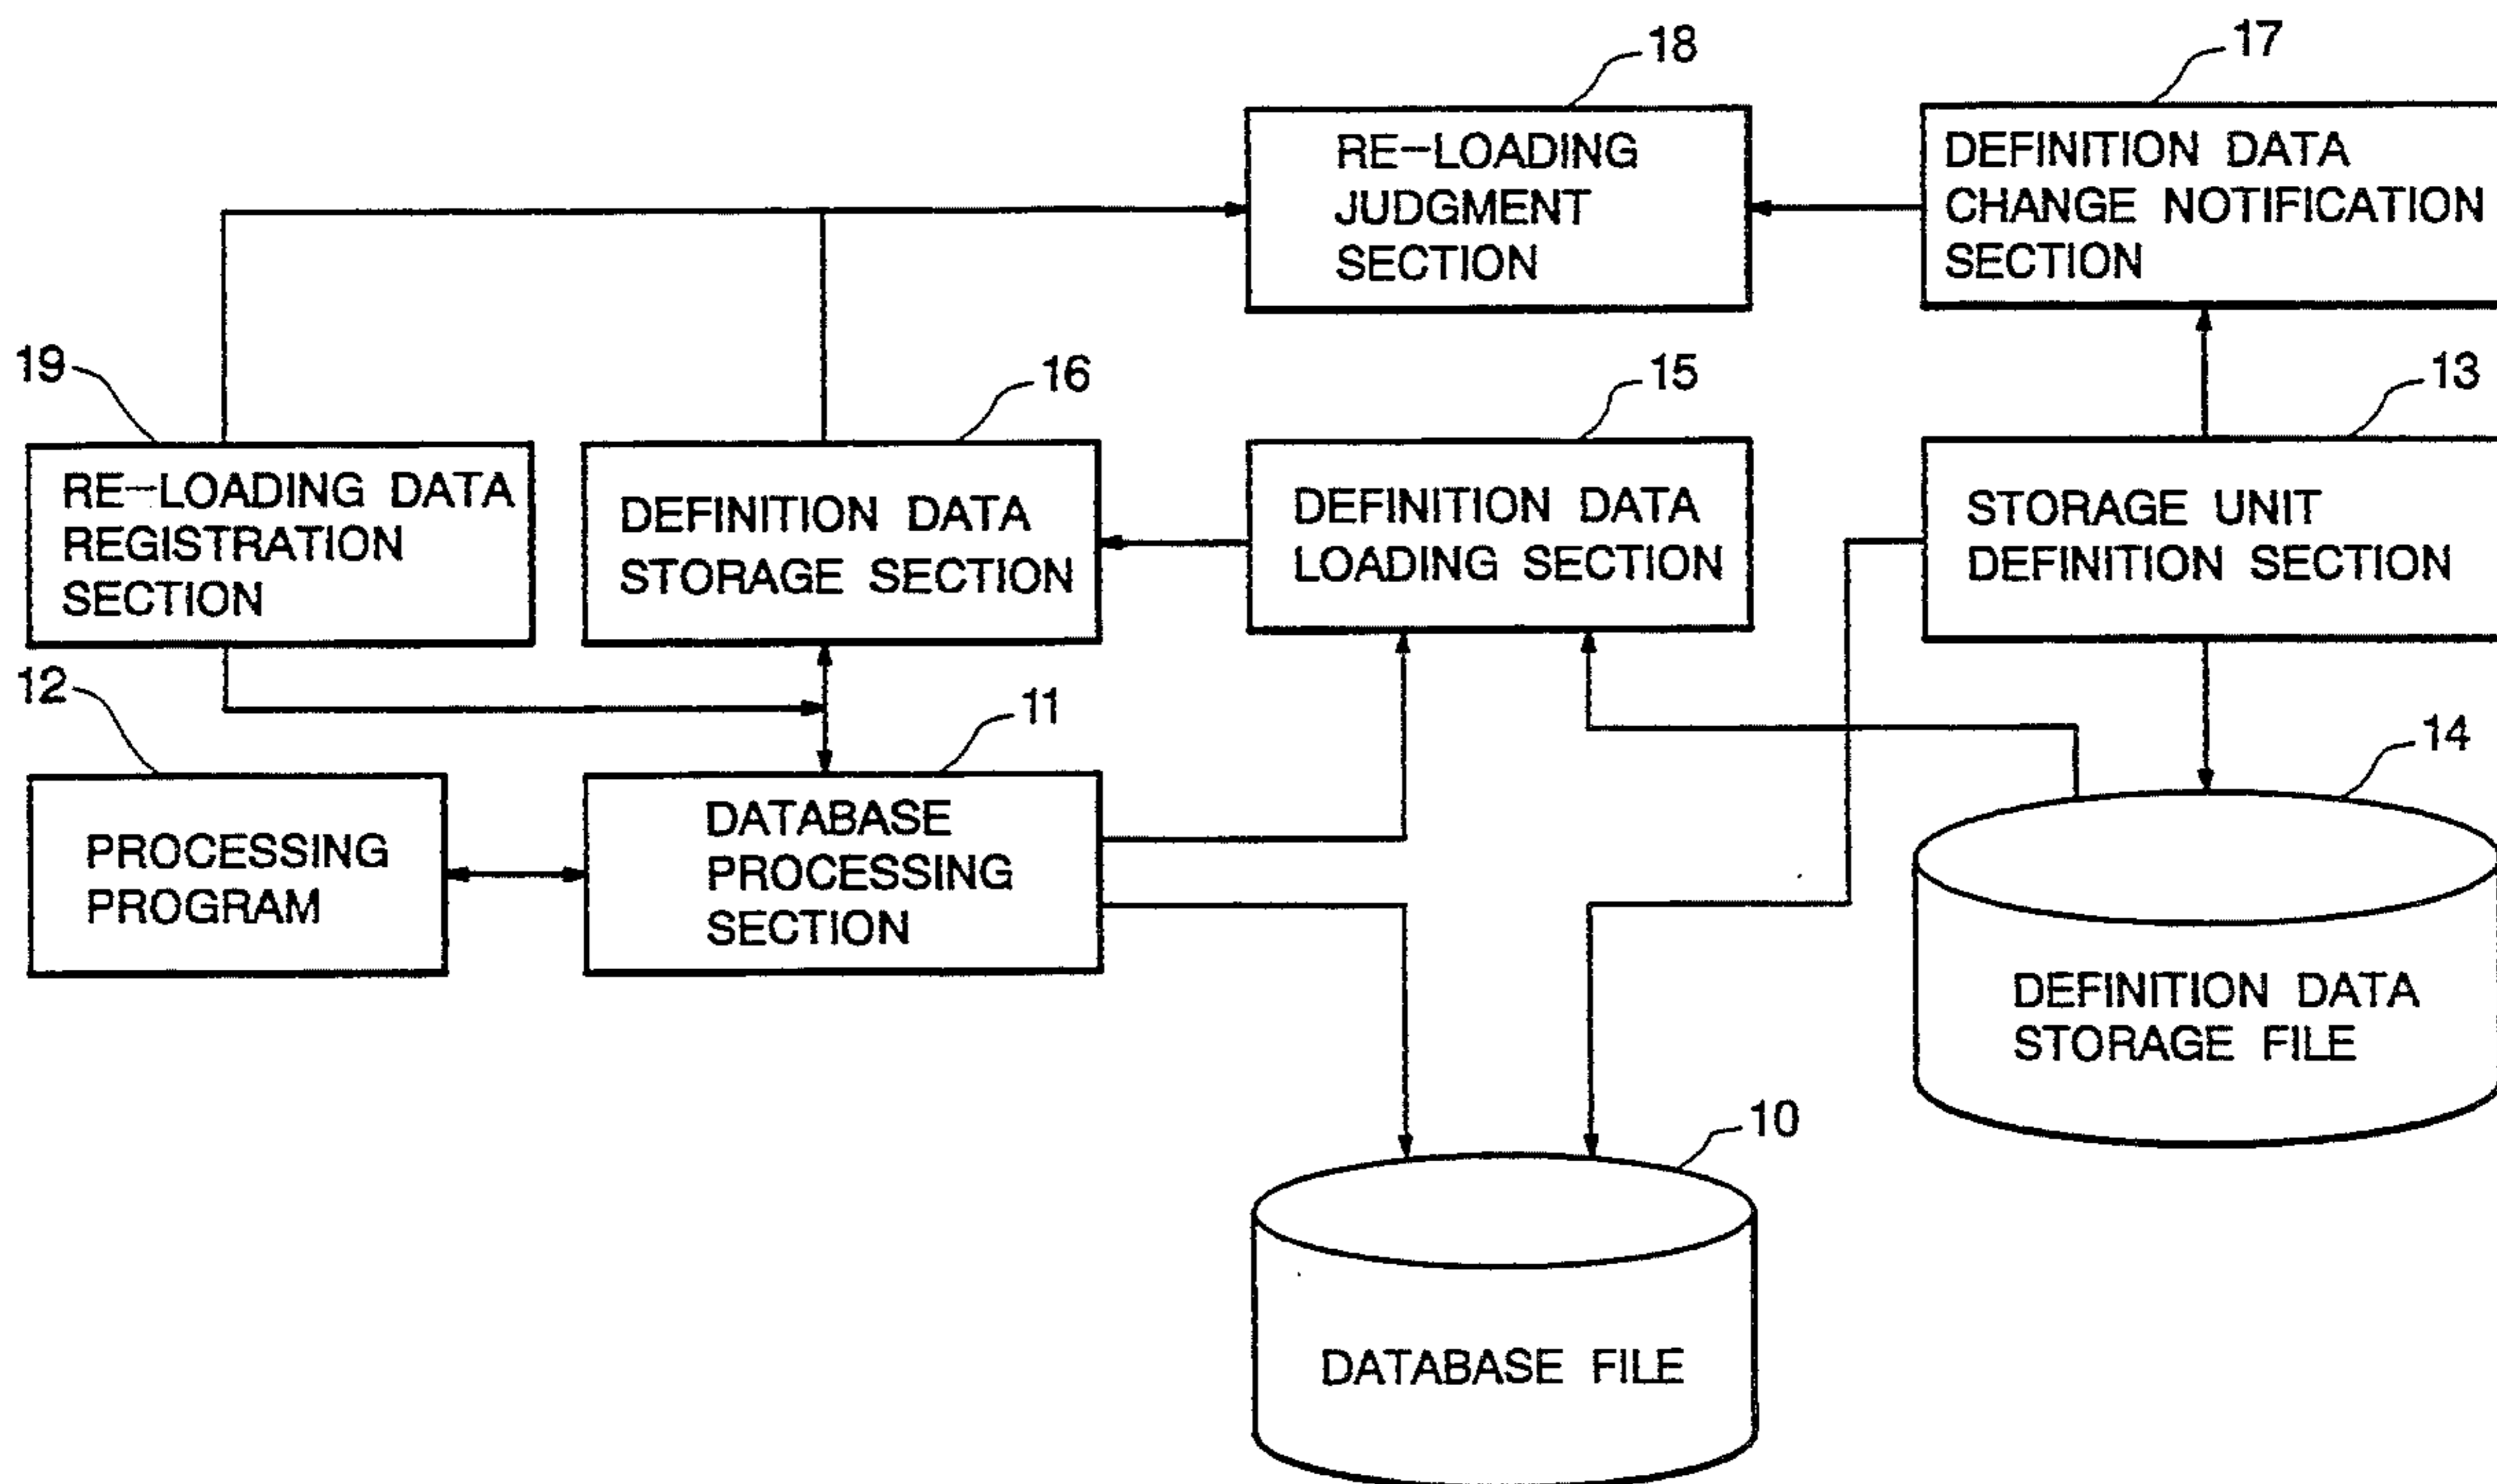 18
17
RE-LOADING
JUDGMENT
SECTION
DEFINITION DATA
CHANGE NOTIFICATION
SECTION
19
16
15
13
RE-LOADING DATA
REGISTRATION
SECTION
DEFINITION DATA
STORAGE SECTION
DEFINITION DATA
LOADING SECTION
STORAGE UNIT
DEFINITION SECTION
12
11
14
PROCESSING
PROGRAM
DATABASE
PROCESSING
SECTION
DEFINITION DATA
STORAGE FILE
10
DATABASE FILE